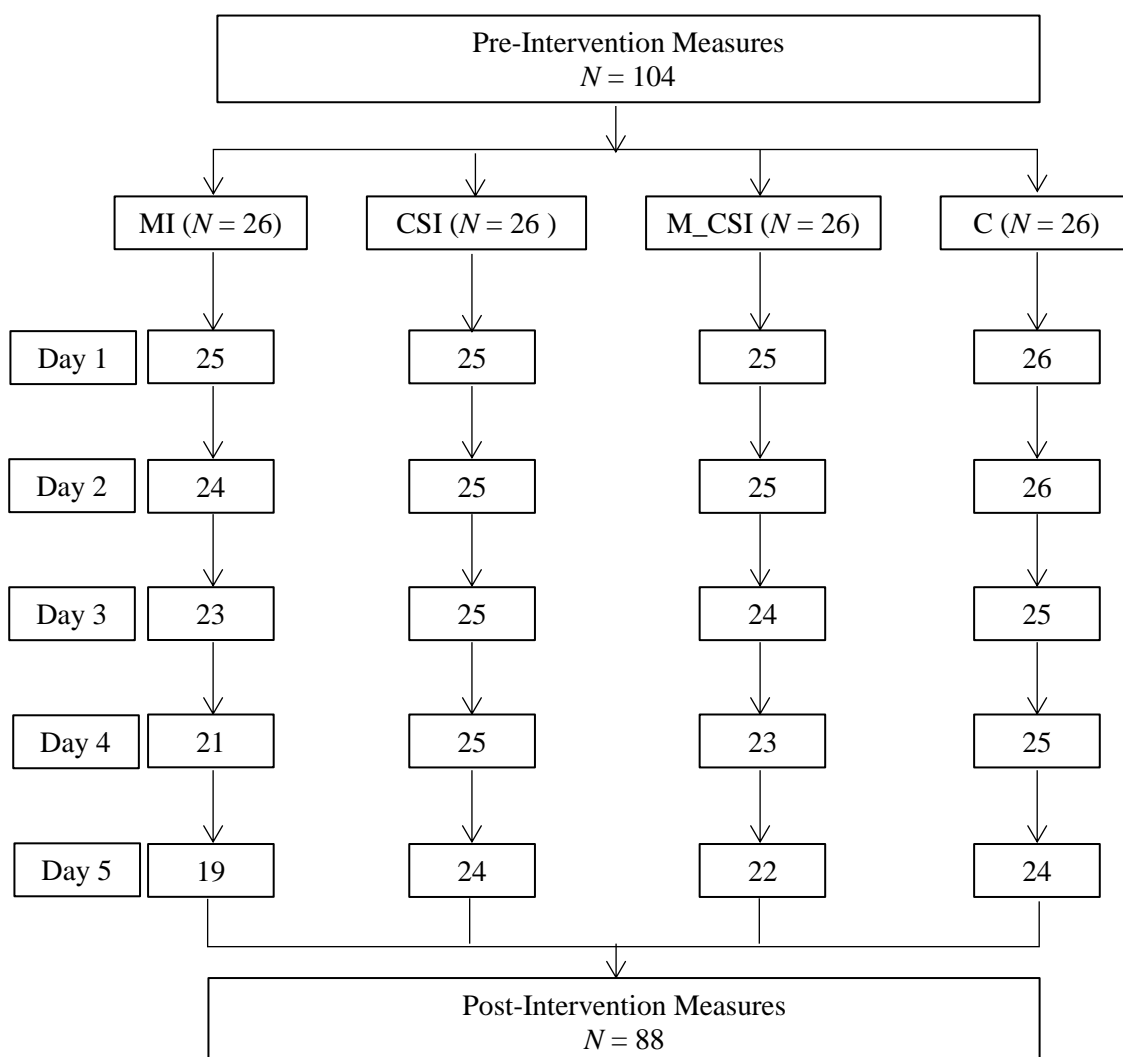 Pre-Intervention Measures
N = 104
MI (N = 26) CSI (N = 26 ) M_CSI (N = 26) C (N = 26)
Day 1 25 25 25 26
Day 2 24 25 25 26
Day 3 23 25 24 25
Day 4 21 25 23 25
Day 5 19 24 22 24
Post-Intervention Measures
N = 88